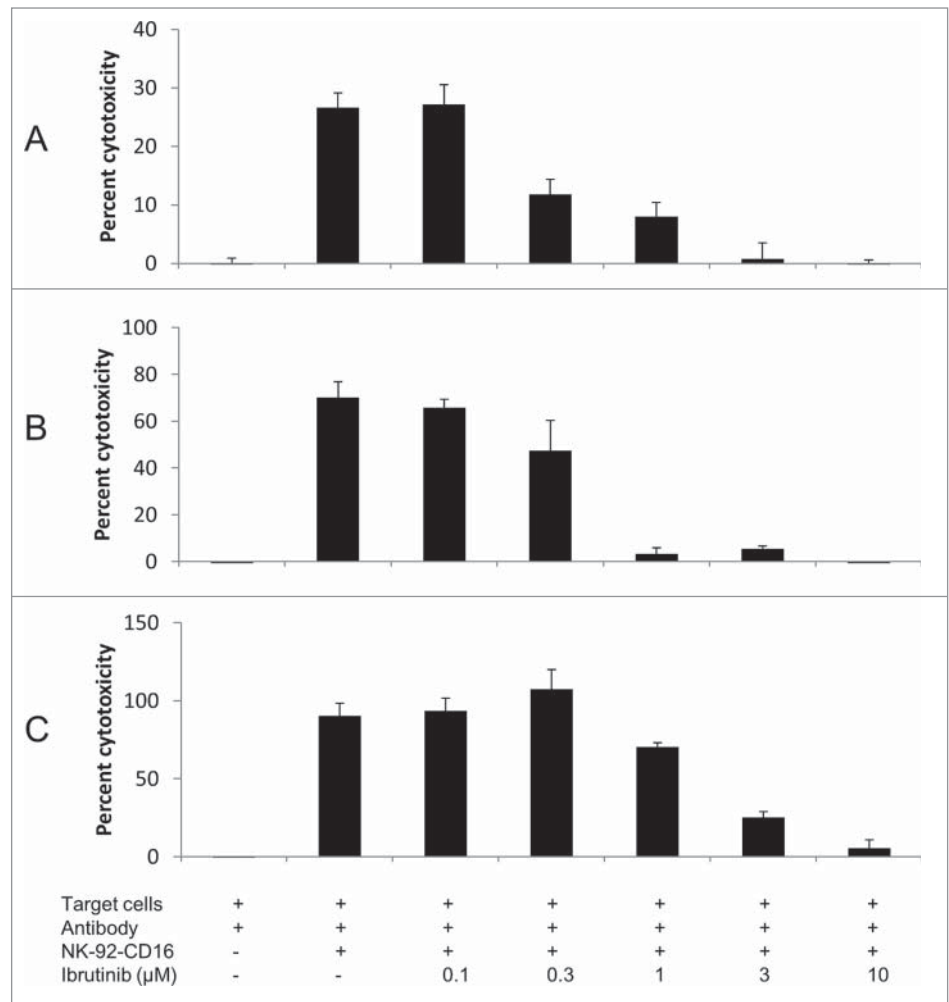 A
Percent cytotoxicity
40
30
20
10
0
B
Percent cytotoxicity
100
80
60
40
20
0
C
Percent cytotoxicity
150
100
50
0
Target cells + + + + + + +
Antibody + + + + + + +
NK-92-CD16 - + + + + + +
Ibrutinib (µM) - - 0.1 0.3 1 3 10